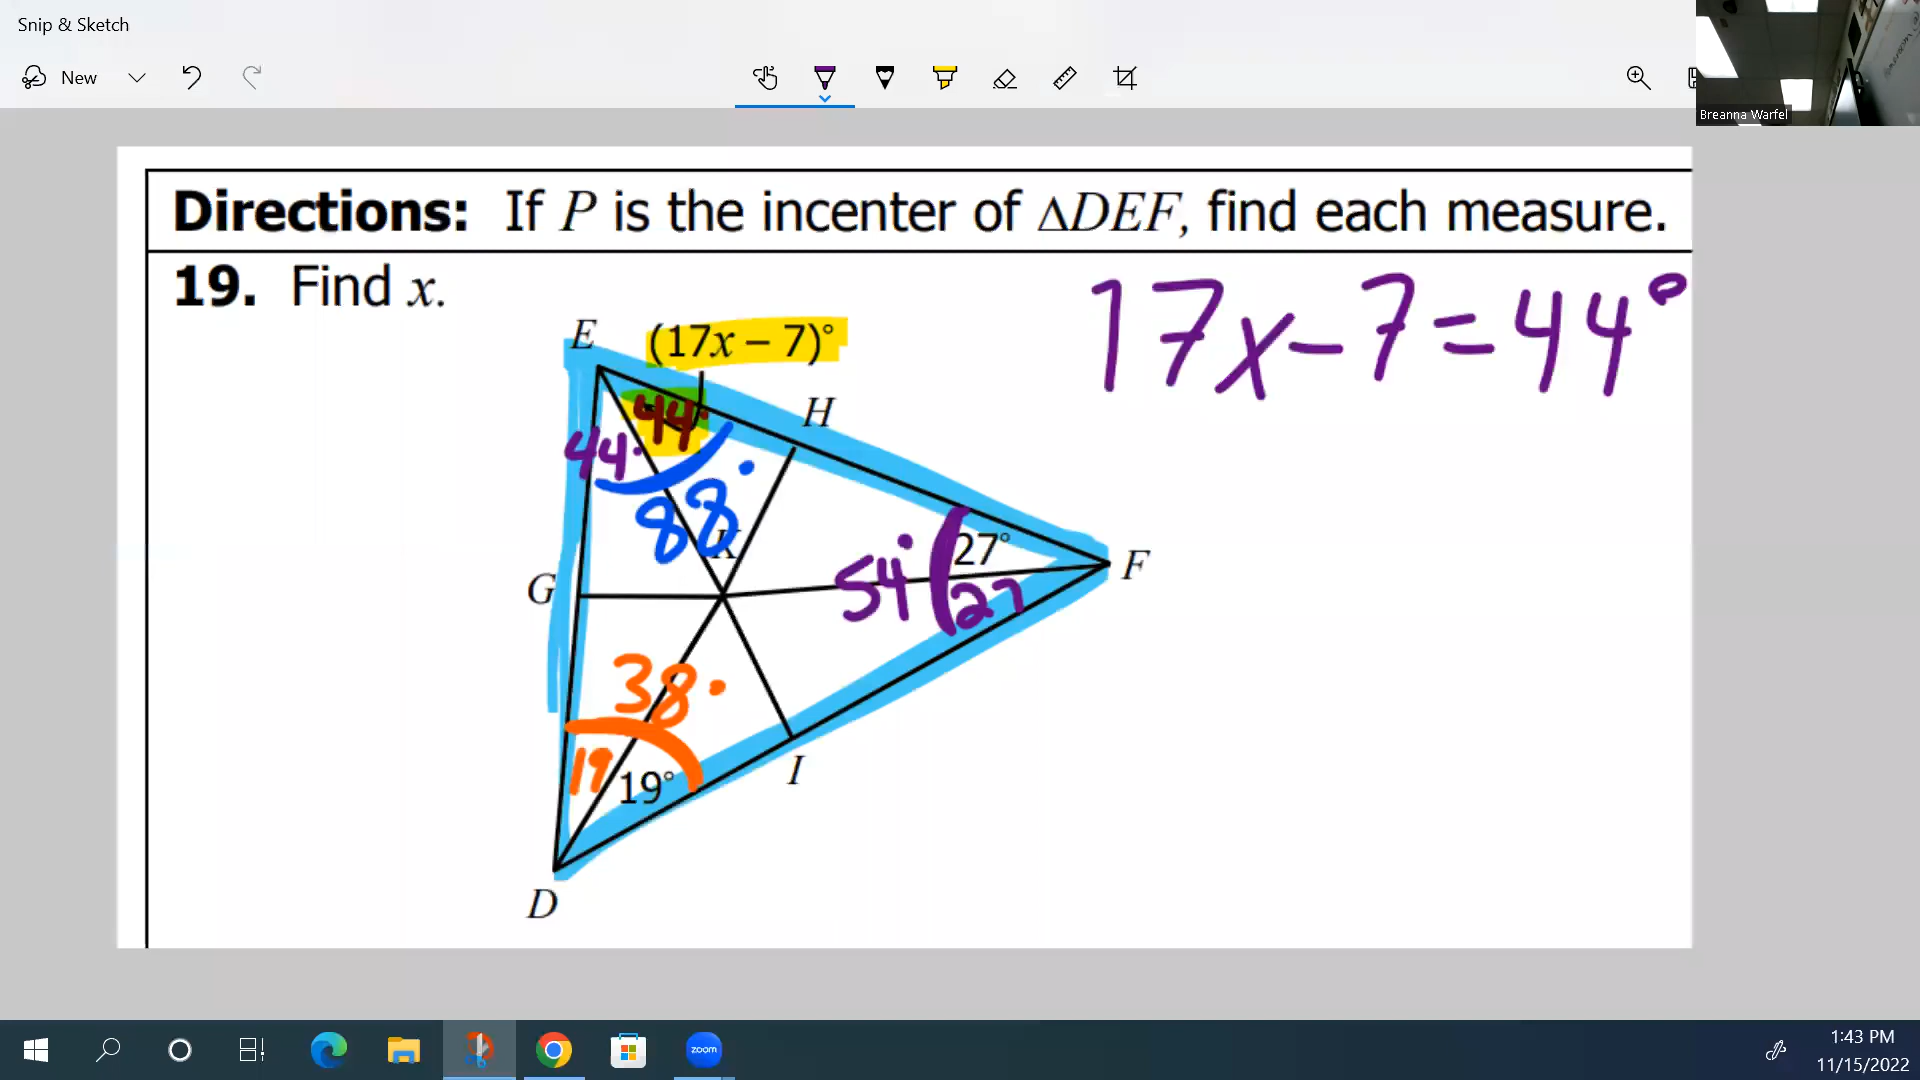 Snip & Sketch
New
Breanna Warfel
Directions: If P is the incenter of ΔDEF, find each measure.
19. Find x.
17x-7=44°
E
(17x – 7)°
H
44°
44°
88°
K
27°
F
54°
27
G
38°
19
19°
I
D
zoom
1:43 PM
11/15/2022